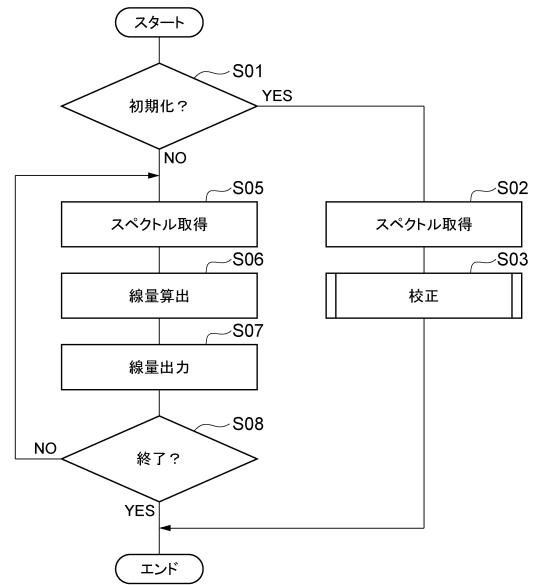 スタート
S01
初期化？
YES
NO
S05
スペクトル取得
S02
スペクトル取得
S06
線量算出
S03
校正
S07
線量出力
S08
終了？
NO
YES
エンド